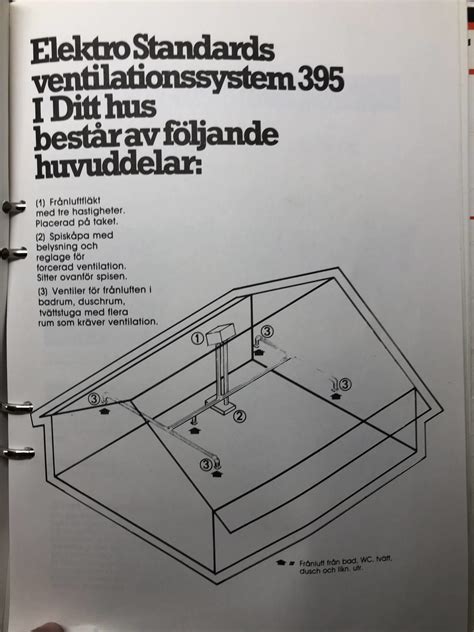 Elektro Standards
ventilationssystem 395
I Ditt hus
består av följande
huvuddelar:
(1) Frånluftfläkt
med tre hastigheter.
Placerad på taket.
(2) Spiskåpa med
belysning och
reglage för
forcerad ventilation.
Sitter ovanför spisen.
(3) Ventiler för frånluften i
badrum, duschrum,
tvättstuga med flera
rum som kräver ventilation.
1
3
3
3
2
3
= Frånluft från bad, WC, tvätt,
dusch och likn. utr.